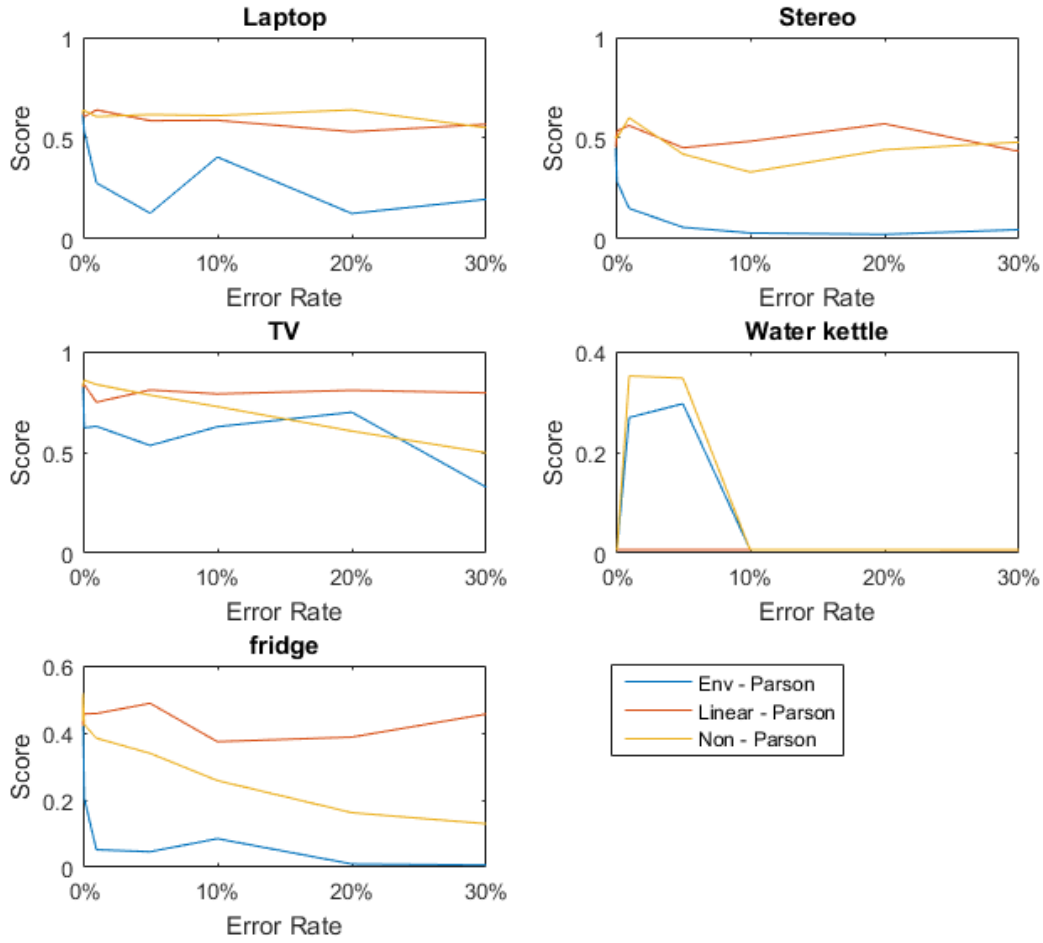 Laptop
1
0.5
0
Score
0%
10%
20%
30%
Error Rate
Stereo
1
0.5
0
Score
0%
10%
20%
30%
Error Rate
TV
1
0.5
0
Score
0%
10%
20%
30%
Error Rate
Water kettle
0.4
0.2
0
Score
0%
10%
20%
30%
Error Rate
fridge
0.6
0.4
0.2
0
Score
0%
10%
20%
30%
Error Rate
Env - Parson
Linear - Parson
Non - Parson